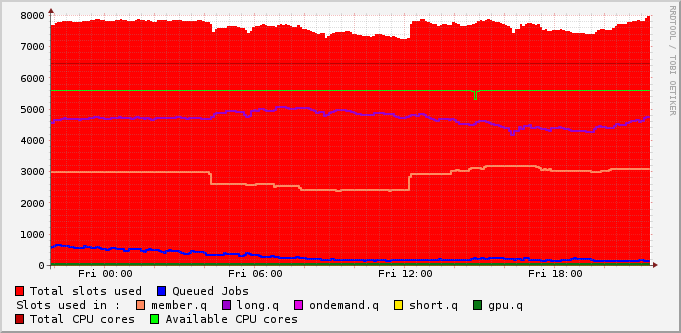 8000
7000
6000
5000
4000
3000
2000
1000
0
Fri 00:00 Fri 06:00 Fri 12:00 Fri 18:00
Total slots used Queued Jobs
Slots used in : member.q long.q ondemand.q short.q gpu.q
Total CPU cores Available CPU cores
RRDTOOL / TOBI OETIKER